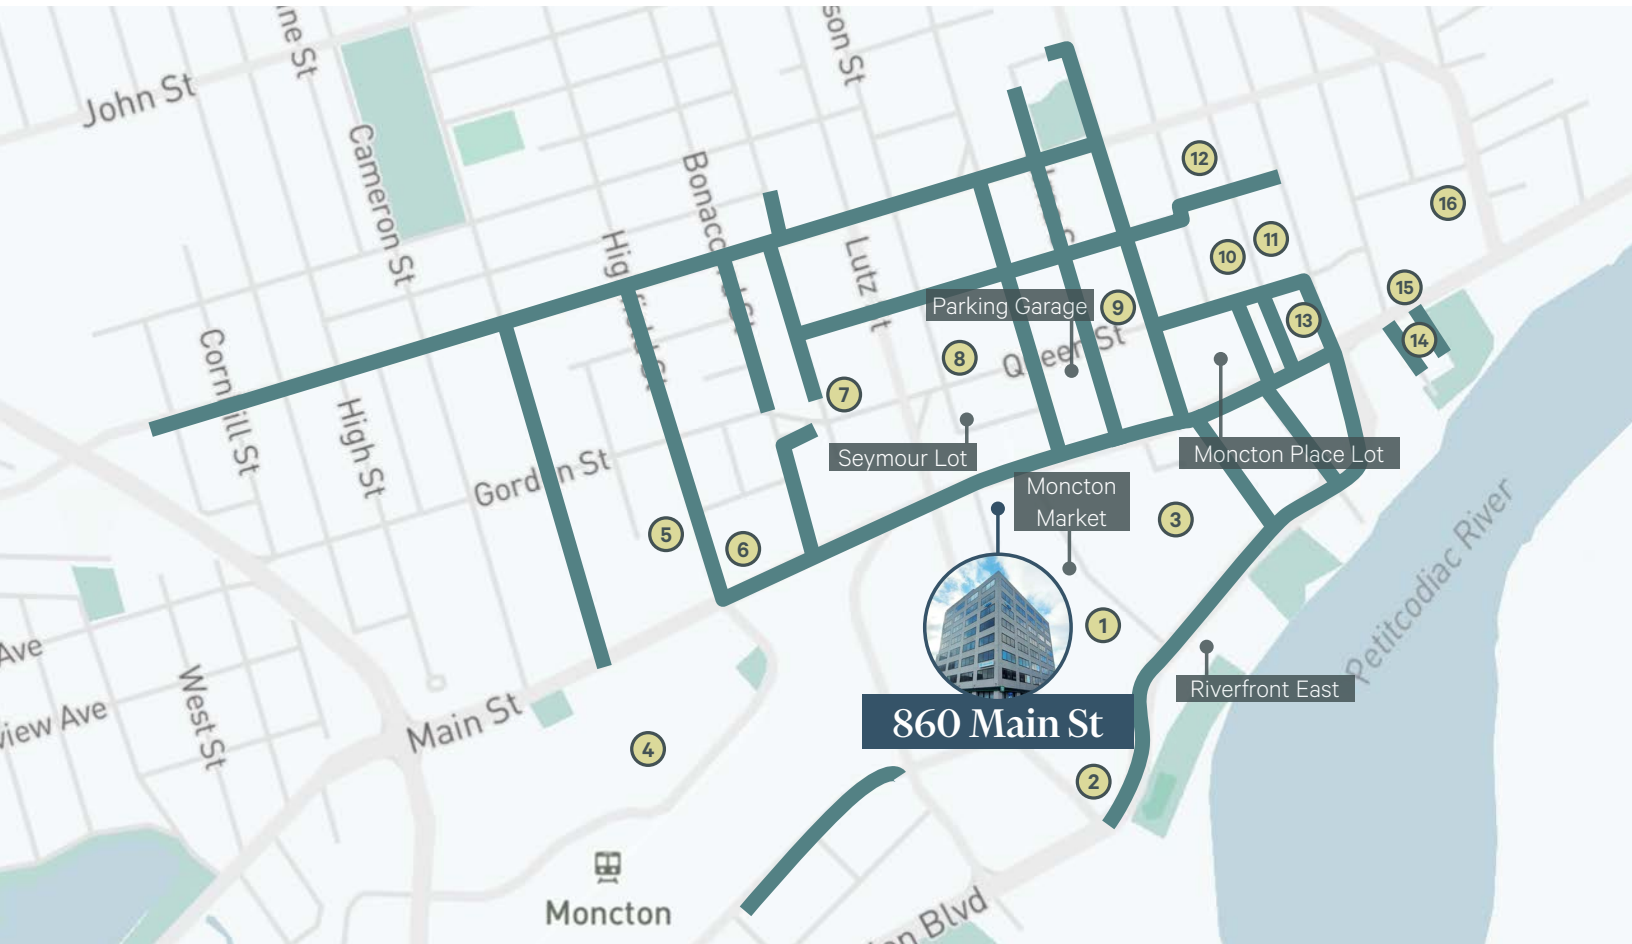 John St
Cameron St
Lutz
12
16
11
10
15
Parking Garage
9
13
14
Queen St
8
7
High St
Gordon St
Seymour Lot
Moncton Place Lot
Moncton
Market
3
5
6
Petitcodiac River
1
Riverfront East
West St
Main St
860 Main St
4
2
Moncton
Blvd
Ave
view Ave